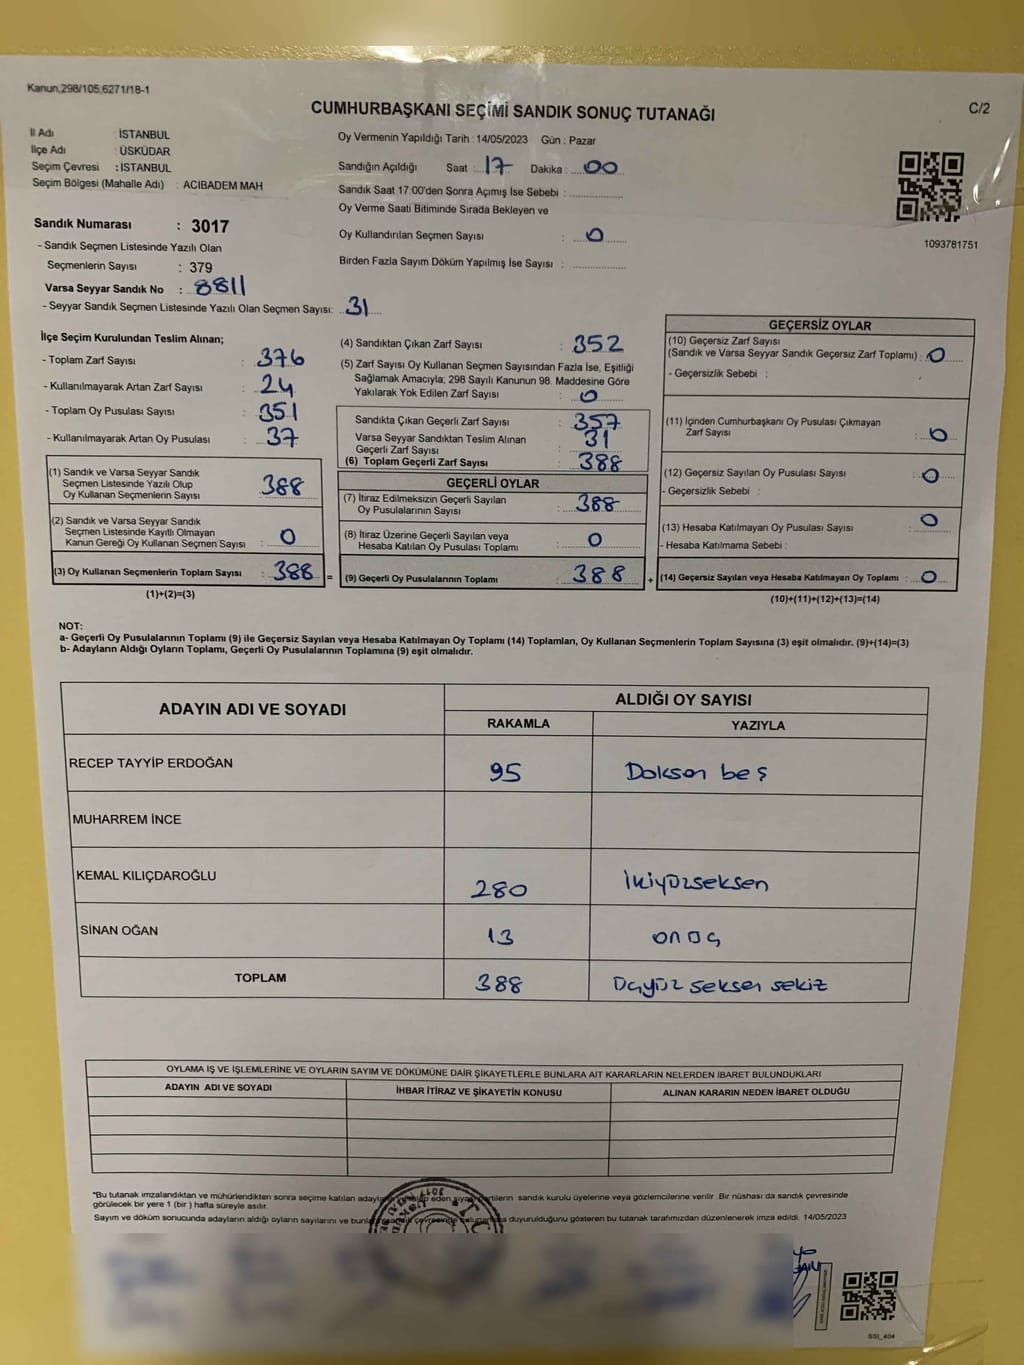 Kanun,298/105,6271/18-1
CUMHURBAŞKANI SEÇİMİ SANDIK SONUÇ TUTANAĞI
C/2
İl Adı : İSTANBUL
İlçe Adı : ÜSKÜDAR
Seçim Çevresi : İSTANBUL
Seçim Bölgesi (Mahalle Adı) : ACIBADEM MAH
Oy Vermenin Yapıldığı Tarih : 14/05/2023 Gün : Pazar
Sandığın Açıldığı Saat : 17 Dakika : 00
Sandık Saat 17:00'den Sonra Açımış İse Sebebi :
Oy Verme Saati Bitiminde Sırada Bekleyen ve
Oy Kullandırılan Seçmen Sayısı : 0
Birden Fazla Sayım Döküm Yapılmış İse Sayısı :
1093781751
Sandık Numarası : 3017
- Sandık Seçmen Listesinde Yazılı Olan
Seçmenlerin Sayısı : 379
Varsa Seyyar Sandık No : 8811
- Seyyar Sandık Seçmen Listesinde Yazılı Olan Seçmen Sayısı: 31
İlçe Seçim Kurulundan Teslim Alınan;
- Toplam Zarf Sayısı : 376
- Kullanılmayarak Artan Zarf Sayısı : 24
- Toplam Oy Pusulası Sayısı : 351
- Kullanılmayarak Artan Oy Pusulası : 37
(1) Sandık ve Varsa Seyyar Sandık
Seçmen Listesinde Yazılı Olup
Oy Kullanan Seçmenlerin Sayısı : 388
(2) Sandık ve Varsa Seyyar Sandık
Seçmen Listesinde Kayıtlı Olmayan
Kanun Gereği Oy Kullanan Seçmen Sayısı : 0
(3) Oy Kullanan Seçmenlerin Toplam Sayısı : 388 =
(1)+(2)=(3)
(4) Sandıktan Çıkan Zarf Sayısı : 352
(5) Zarf Sayısı Oy Kullanan Seçmen Sayısından Fazla İse, Eşitliği
Sağlamak Amacıyla; 298 Sayılı Kanunun 98. Maddesine Göre
Yakılarak Yok Edilen Zarf Sayısı : 0
Sandıkta Çıkan Geçerli Zarf Sayısı : 357
Varsa Seyyar Sandıktan Teslim Alınan
Geçerli Zarf Sayısı : 31
(6) Toplam Geçerli Zarf Sayısı : 388
GEÇERLİ OYLAR
(7) İtiraz Edilmeksizin Geçerli Sayılan
Oy Pusulalarının Sayısı : 388
(8) İtiraz Üzerine Geçerli Sayılan veya
Hesaba Katılan Oy Pusulası Toplamı : 0
(9) Geçerli Oy Pusulalarının Toplamı : 388 +
GEÇERSİZ OYLAR
(10) Geçersiz Zarf Sayısı
(Sandık ve Varsa Seyyar Sandık Geçersiz Zarf Toplamı) : 0
- Geçersizlik Sebebi :
(11) İçinden Cumhurbaşkanı Oy Pusulası Çıkmayan
Zarf Sayısı : 0
(12) Geçersiz Sayılan Oy Pusulası Sayısı : 0
- Geçersizlik Sebebi :
(13) Hesaba Katılmayan Oy Pusulası Sayısı : 0
- Hesaba Katılmama Sebebi :
(14) Geçersiz Sayılan veya Hesaba Katılmayan Oy Toplamı : 0
(10)+(11)+(12)+(13)=(14)
NOT:
a- Geçerli Oy Pusulalarının Toplamı (9) ile Geçersiz Sayılan veya Hesaba Katılmayan Oy Toplamı (14) Toplamları, Oy Kullanan Seçmenlerin Toplam Sayısına (3) eşit olmalıdır. (9)+(14)=(3)
b- Adayların Aldığı Oyların Toplamı, Geçerli Oy Pusulalarının Toplamına (9) eşit olmalıdır.
ADAYIN ADI VE SOYADI
ALDIĞI OY SAYISI
RAKAMLA YAZIYLA
RECEP TAYYİP ERDOĞAN 95 Doksan beş
MUHARREM İNCE
KEMAL KILIÇDAROĞLU 280 ikiyüzseksen
SİNAN OĞAN 13 onüç
TOPLAM 388 üçyüz seksen sekiz
OYLAMA İŞ VE İŞLEMLERİNE VE OYLARIN SAYIM VE DÖKÜMÜNE DAİR ŞİKAYETLERLE BUNLARA AİT KARARLARIN NELERDEN İBARET BULUNDUKLARI
ADAYIN ADI VE SOYADI
İHBAR İTİRAZ VE ŞİKAYETİN KONUSU
ALINAN KARARIN NEDEN İBARET OLDUĞU
*Bu tutanak imzalandıktan ve mühürlendikten sonra seçime katılan eden siyasi partilerin sandık kurulu üyelerine veya gözlemcilerine verilir. Bir nüshası da sandık çevresinde
görülecek bir yere 1 (bir ) hafta süreyle asılır.
Sayım ve döküm sonucunda adayların aldığı oyların sayılarını ve duyurulduğunu gösteren bu tutanak tarafımızdan düzenlenerek imza edildi. 14/05/2023
3017
T.C.
SSI_404